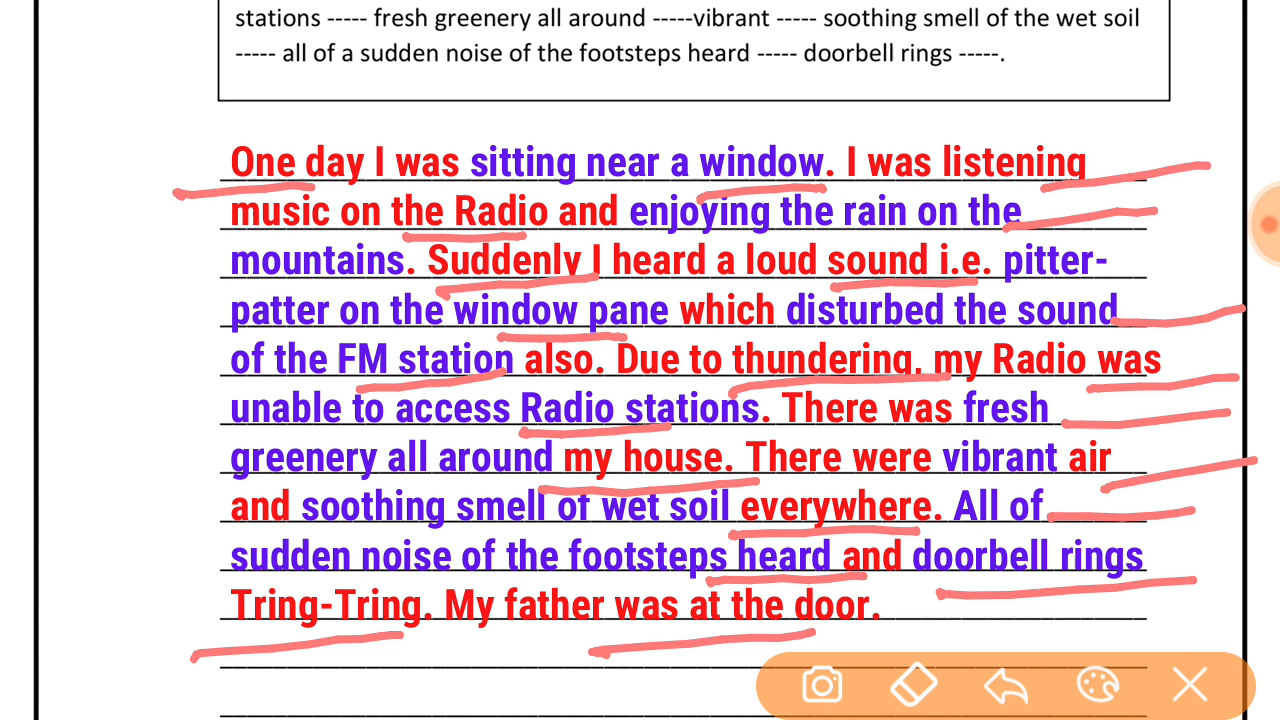 stations ----- fresh greenery all around -----vibrant ----- soothing smell of the wet soil
----- all of a sudden noise of the footsteps heard ----- doorbell rings -----.
One day I was sitting near a window. I was listening
music on the Radio and enjoying the rain on the
mountains. Suddenly I heard a loud sound i.e. pitter-
patter on the window pane which disturbed the sound
of the FM station also. Due to thundering, my Radio was
unable to access Radio stations. There was fresh
greenery all around my house. There were vibrant air
and soothing smell of wet soil everywhere. All of
sudden noise of the footsteps heard and doorbell rings
Tring-Tring. My father was at the door.